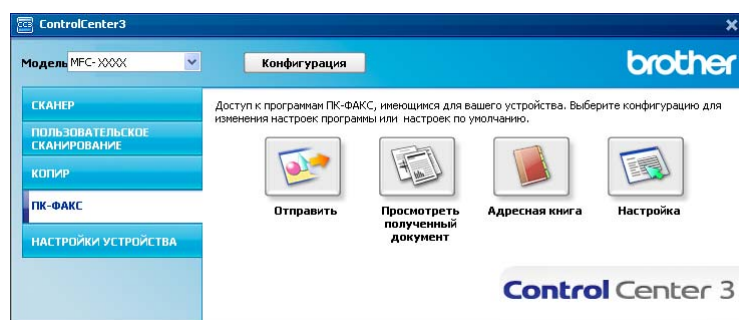 ControlCenter3
Модель MFC- XXXX
Конфигурация
brother
СКАНЕР
ПОЛЬЗОВАТЕЛЬСКОЕ
СКАНИРОВАНИЕ
КОПИР
ПК-ФАКС
НАСТРОЙКИ УСТРОЙСТВА
Доступ к программам ПК-ФАКС, имеющимся для вашего устройства. Выберите конфигурацию для
изменения настроек программы или настроек по умолчанию.
Отправить
Просмотреть
полученный
документ
Адресная книга
Настройка
Control Center 3